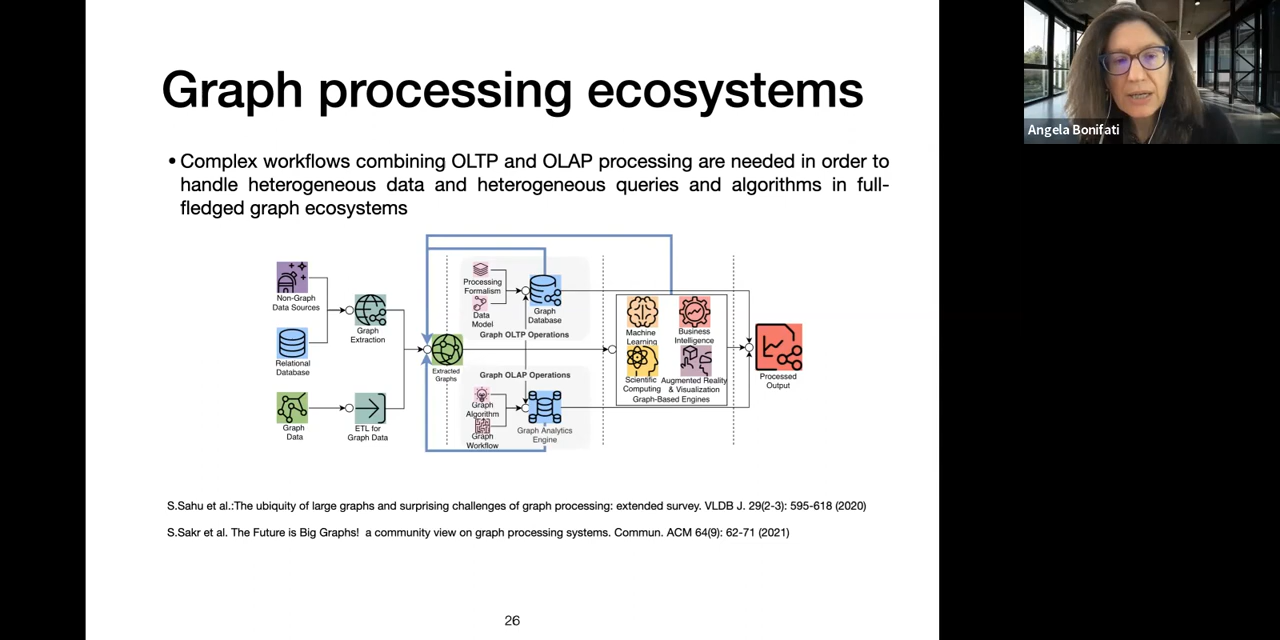 Graph processing ecosystems
• Complex workflows combining OLTP and OLAP processing are needed in order to
handle heterogeneous data and heterogeneous queries and algorithms in full-
fledged graph ecosystems
Non-Graph
Data Sources
Relational
Database
Graph
Data
Graph
Extraction
ETL for
Graph Data
Extracted
Graphs
Processing
Formalism
Data
Model
Graph
Database
Graph OLTP Operations
Graph OLAP Operations
Graph
Algorithm
Graph
Workflow
Graph Analytics
Engine
Machine
Learning
Business
Intelligence
Scientific
Computing
Augmented Reality
& Visualization
Graph-Based Engines
Processed
Output
S.Sahu et al.:The ubiquity of large graphs and surprising challenges of graph processing: extended survey. VLDB J. 29(2-3): 595-618 (2020)
S.Sakr et al. The Future is Big Graphs! a community view on graph processing systems. Commun. ACM 64(9): 62-71 (2021)
26
Angela Bonifati